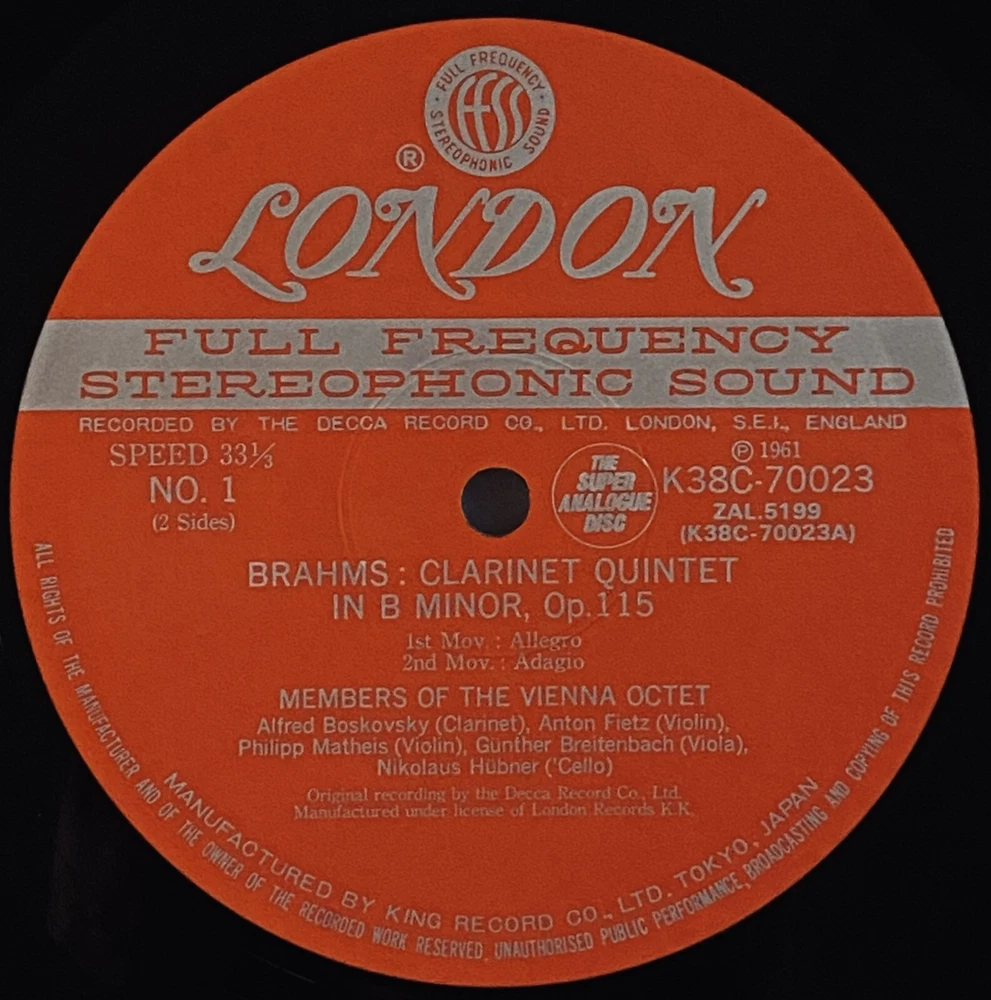 FULL FREQUENCY
ffss
STEREOPHONIC SOUND
®
LONDON
FULL FREQUENCY
STEREOPHONIC SOUND
RECORDED BY THE DECCA RECORD CO., LTD. LONDON, S.E.I., ENGLAND
SPEED 33⅓
NO. 1
(2 Sides)
THE
SUPER
ANALOGUE
DISC
℗ 1961
K38C-70023
ZAL.5199
(K38C-70023A)
BRAHMS : CLARINET QUINTET
IN B MINOR, Op.115
1st Mov. : Allegro
2nd Mov. : Adagio
MEMBERS OF THE VIENNA OCTET
Alfred Boskovsky (Clarinet), Anton Fietz (Violin),
Philipp Matheis (Violin), Günther Breitenbach (Viola),
Nikolaus Hübner ('Cello)
Original recording by the Decca Record Co., Ltd.
Manufactured under license of London Records K.K.
MANUFACTURED BY KING RECORD CO., LTD. TOKYO, JAPAN
ALL RIGHTS OF THE MANUFACTURER AND OF THE OWNER OF THE RECORDED WORK RESERVED, UNAUTHORISED PUBLIC PERFORMANCE, BROADCASTING AND COPYING OF THIS RECORD PROHIBITED